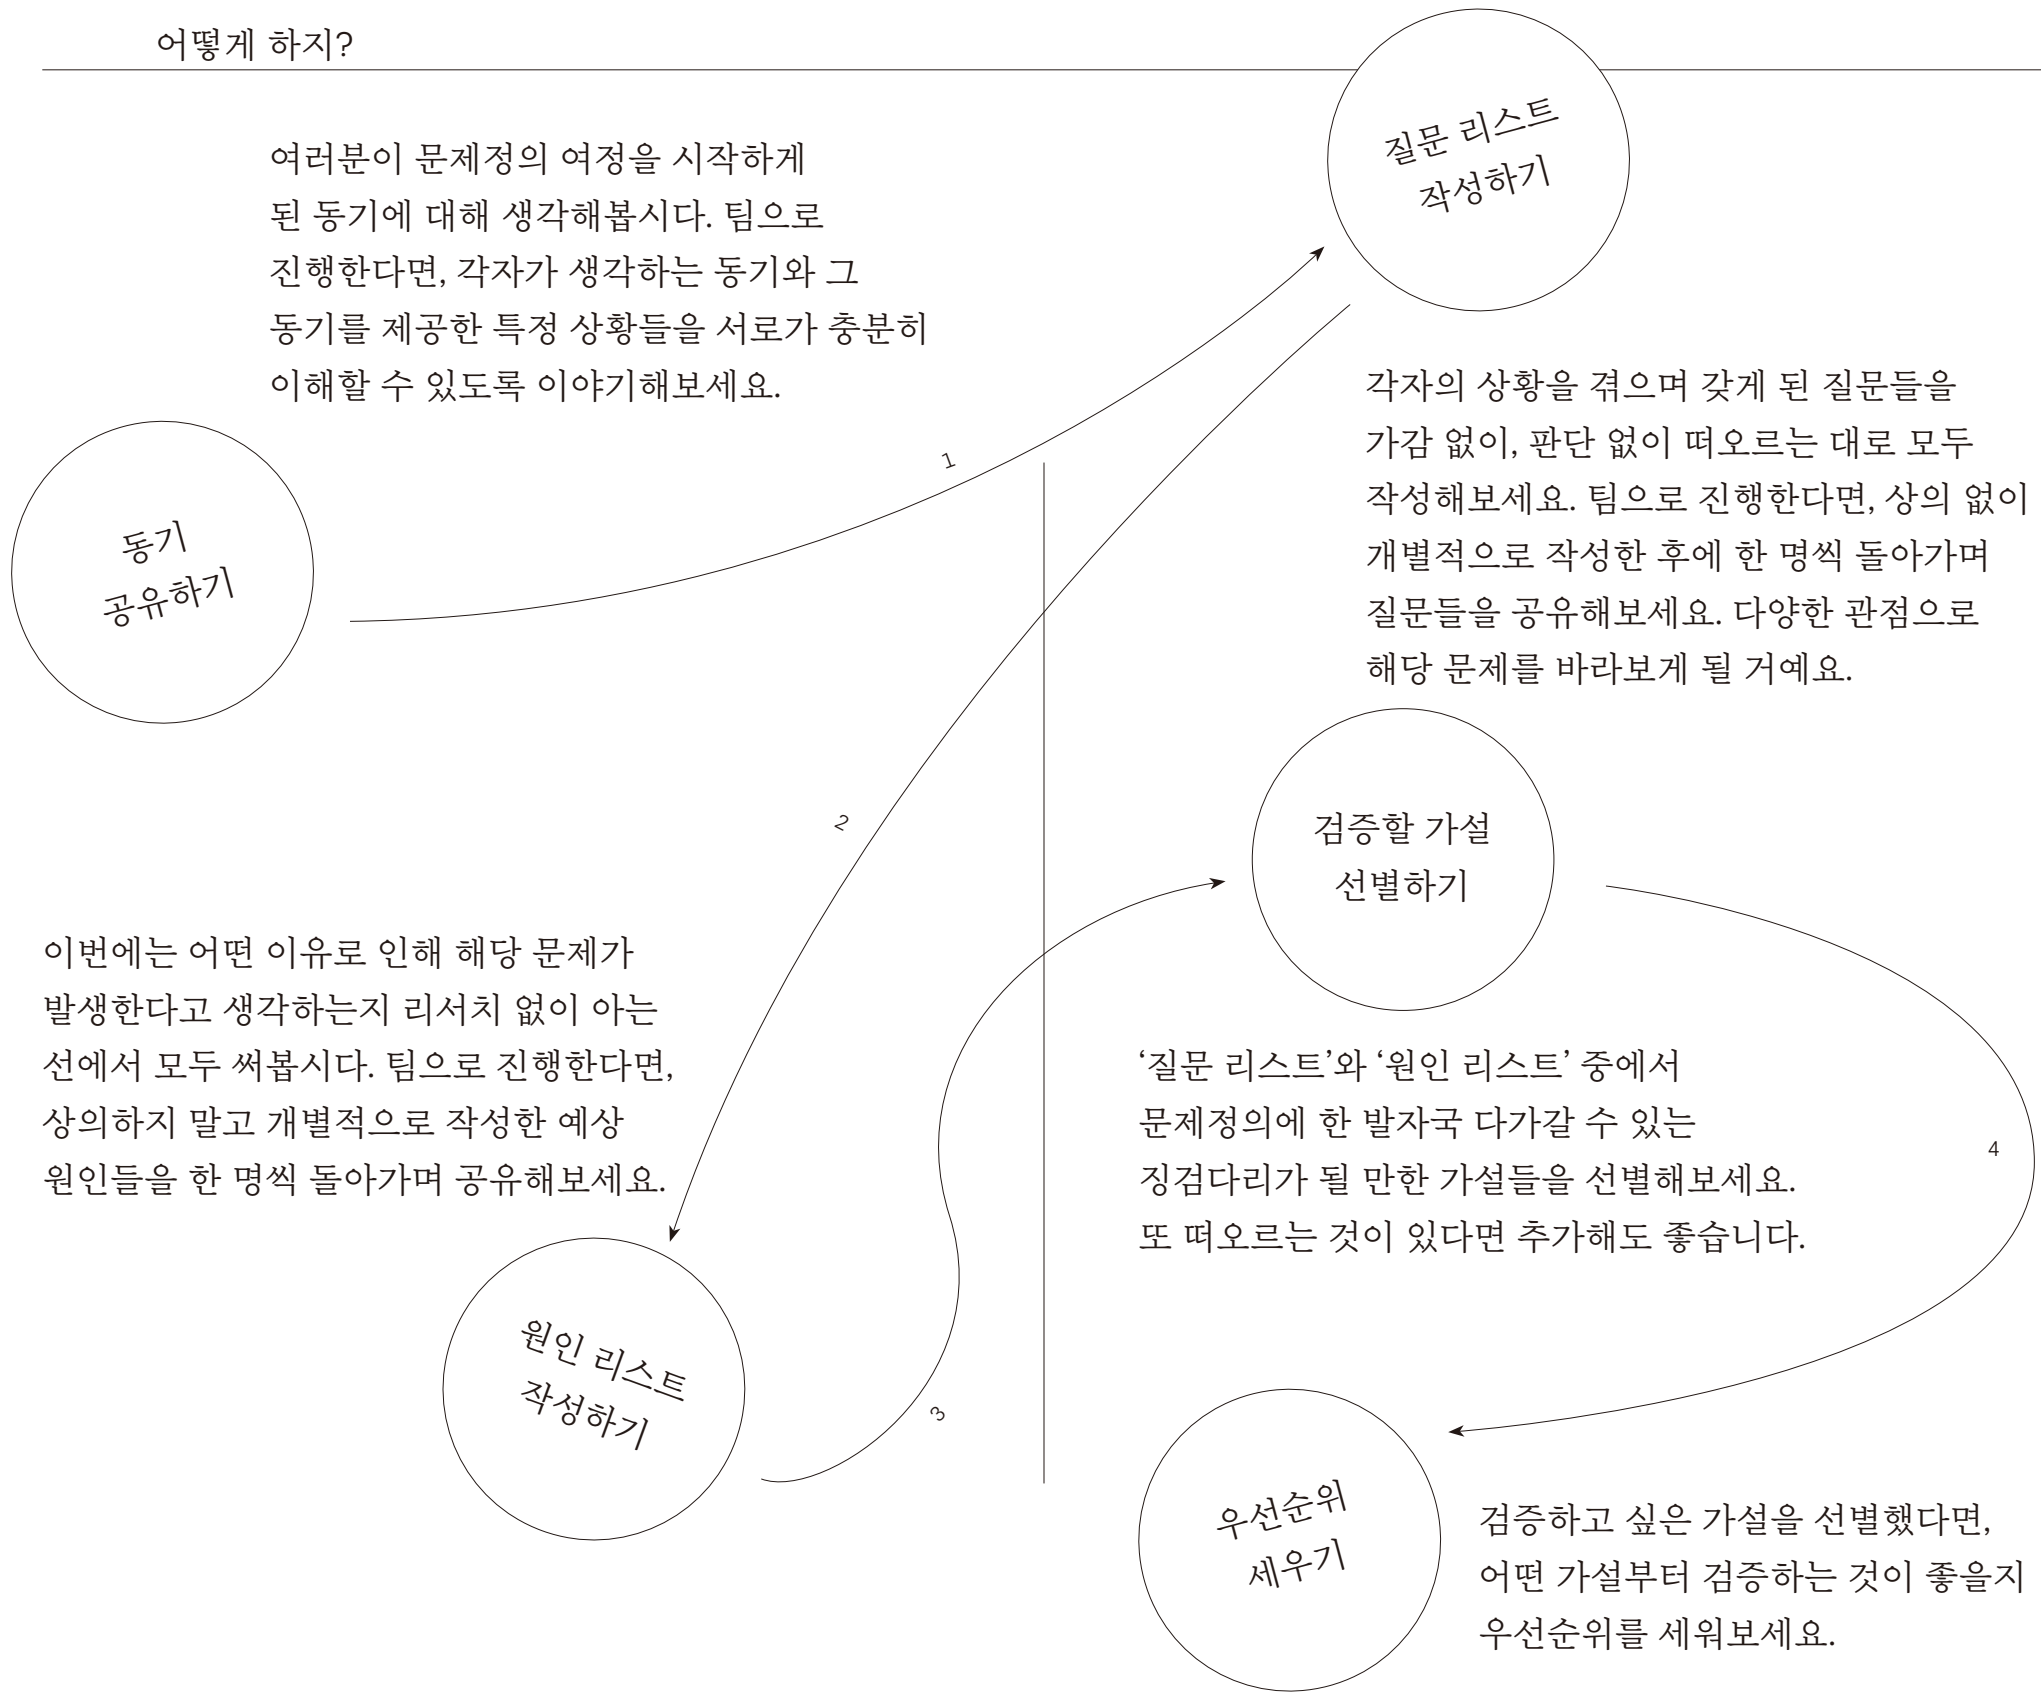 어떻게 하지?
여러분이 문제정의 여정을 시작하게
된 동기에 대해 생각해봅시다. 팀으로
진행한다면, 각자가 생각하는 동기와 그
동기를 제공한 특정 상황들을 서로가 충분히
이해할 수 있도록 이야기해보세요.
동기
공유하기
1
질문 리스트
작성하기
각자의 상황을 겪으며 갖게 된 질문들을
가감 없이, 판단 없이 떠오르는 대로 모두
작성해보세요. 팀으로 진행한다면, 상의 없이
개별적으로 작성한 후에 한 명씩 돌아가며
질문들을 공유해보세요. 다양한 관점으로
해당 문제를 바라보게 될 거예요.
2
이번에는 어떤 이유로 인해 해당 문제가
발생한다고 생각하는지 리서치 없이 아는
선에서 모두 써봅시다. 팀으로 진행한다면,
상의하지 말고 개별적으로 작성한 예상
원인들을 한 명씩 돌아가며 공유해보세요.
원인 리스트
작성하기
3
검증할 가설
선별하기
‘질문 리스트’와 ‘원인 리스트’ 중에서
문제정의에 한 발자국 다가갈 수 있는
징검다리가 될 만한 가설들을 선별해보세요.
또 떠오르는 것이 있다면 추가해도 좋습니다.
4
우선순위
세우기
검증하고 싶은 가설을 선별했다면,
어떤 가설부터 검증하는 것이 좋을지
우선순위를 세워보세요.